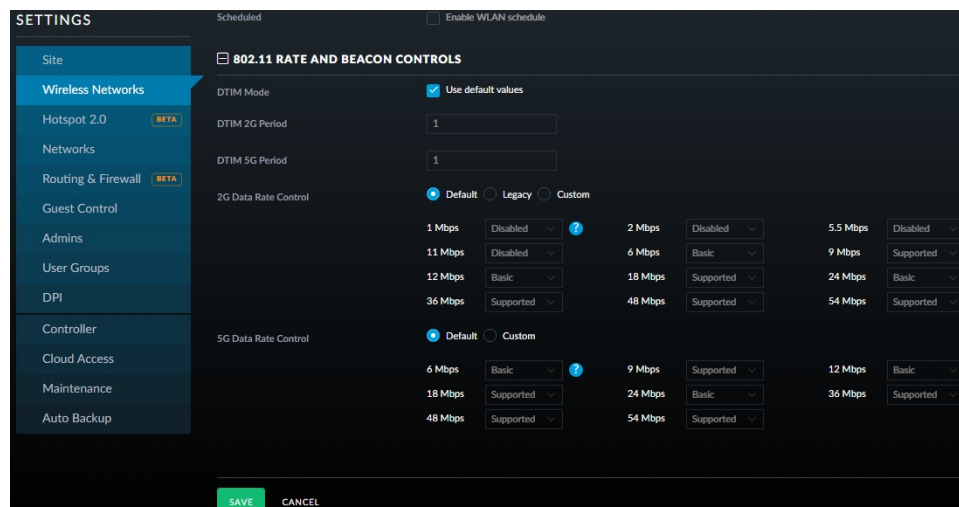 SETTINGS
Site
Wireless Networks
Hotspot 2.0 BETA
Networks
Routing & Firewall BETA
Guest Control
Admins
User Groups
DPI
Controller
Cloud Access
Maintenance
Auto Backup
Scheduled Enable WLAN schedule
802.11 RATE AND BEACON CONTROLS
DTIM Mode Use default values
DTIM 2G Period 1
DTIM 5G Period 1
2G Data Rate Control Default Legacy Custom
1 Mbps Disabled ? 2 Mbps Disabled 5.5 Mbps Disabled
11 Mbps Disabled 6 Mbps Basic 9 Mbps Supported
12 Mbps Basic 18 Mbps Supported 24 Mbps Basic
36 Mbps Supported 48 Mbps Supported 54 Mbps Supported
5G Data Rate Control Default Custom
6 Mbps Basic ? 9 Mbps Supported 12 Mbps Basic
18 Mbps Supported 24 Mbps Basic 36 Mbps Supported
48 Mbps Supported 54 Mbps Supported
SAVE CANCEL